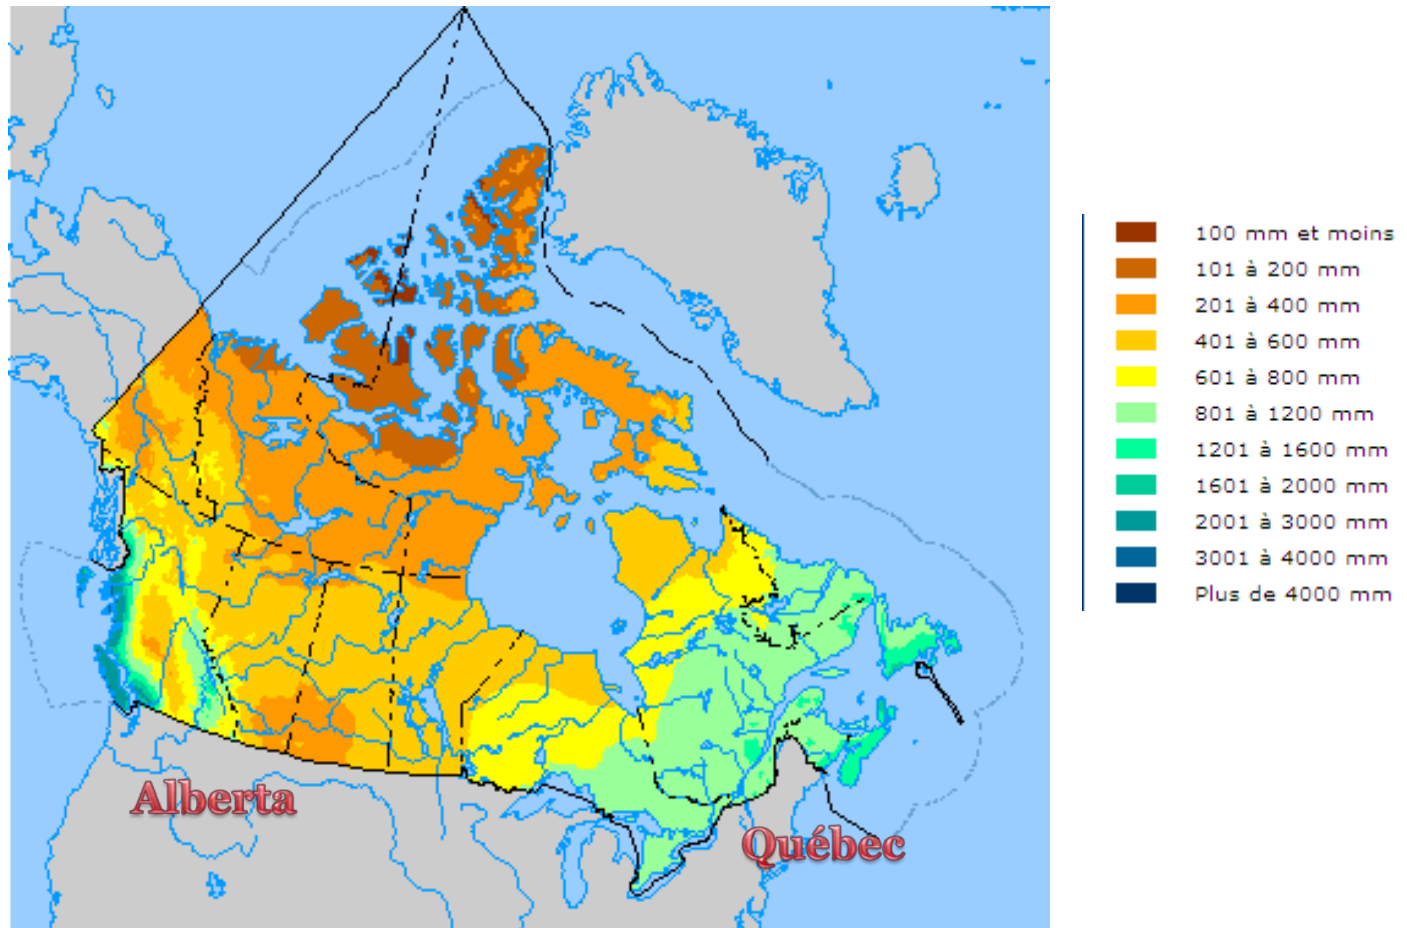 100 mm et moins
101 à 200 mm
201 à 400 mm
401 à 600 mm
601 à 800 mm
801 à 1200 mm
1201 à 1600 mm
1601 à 2000 mm
2001 à 3000 mm
3001 à 4000 mm
Plus de 4000 mm
Alberta
Québec